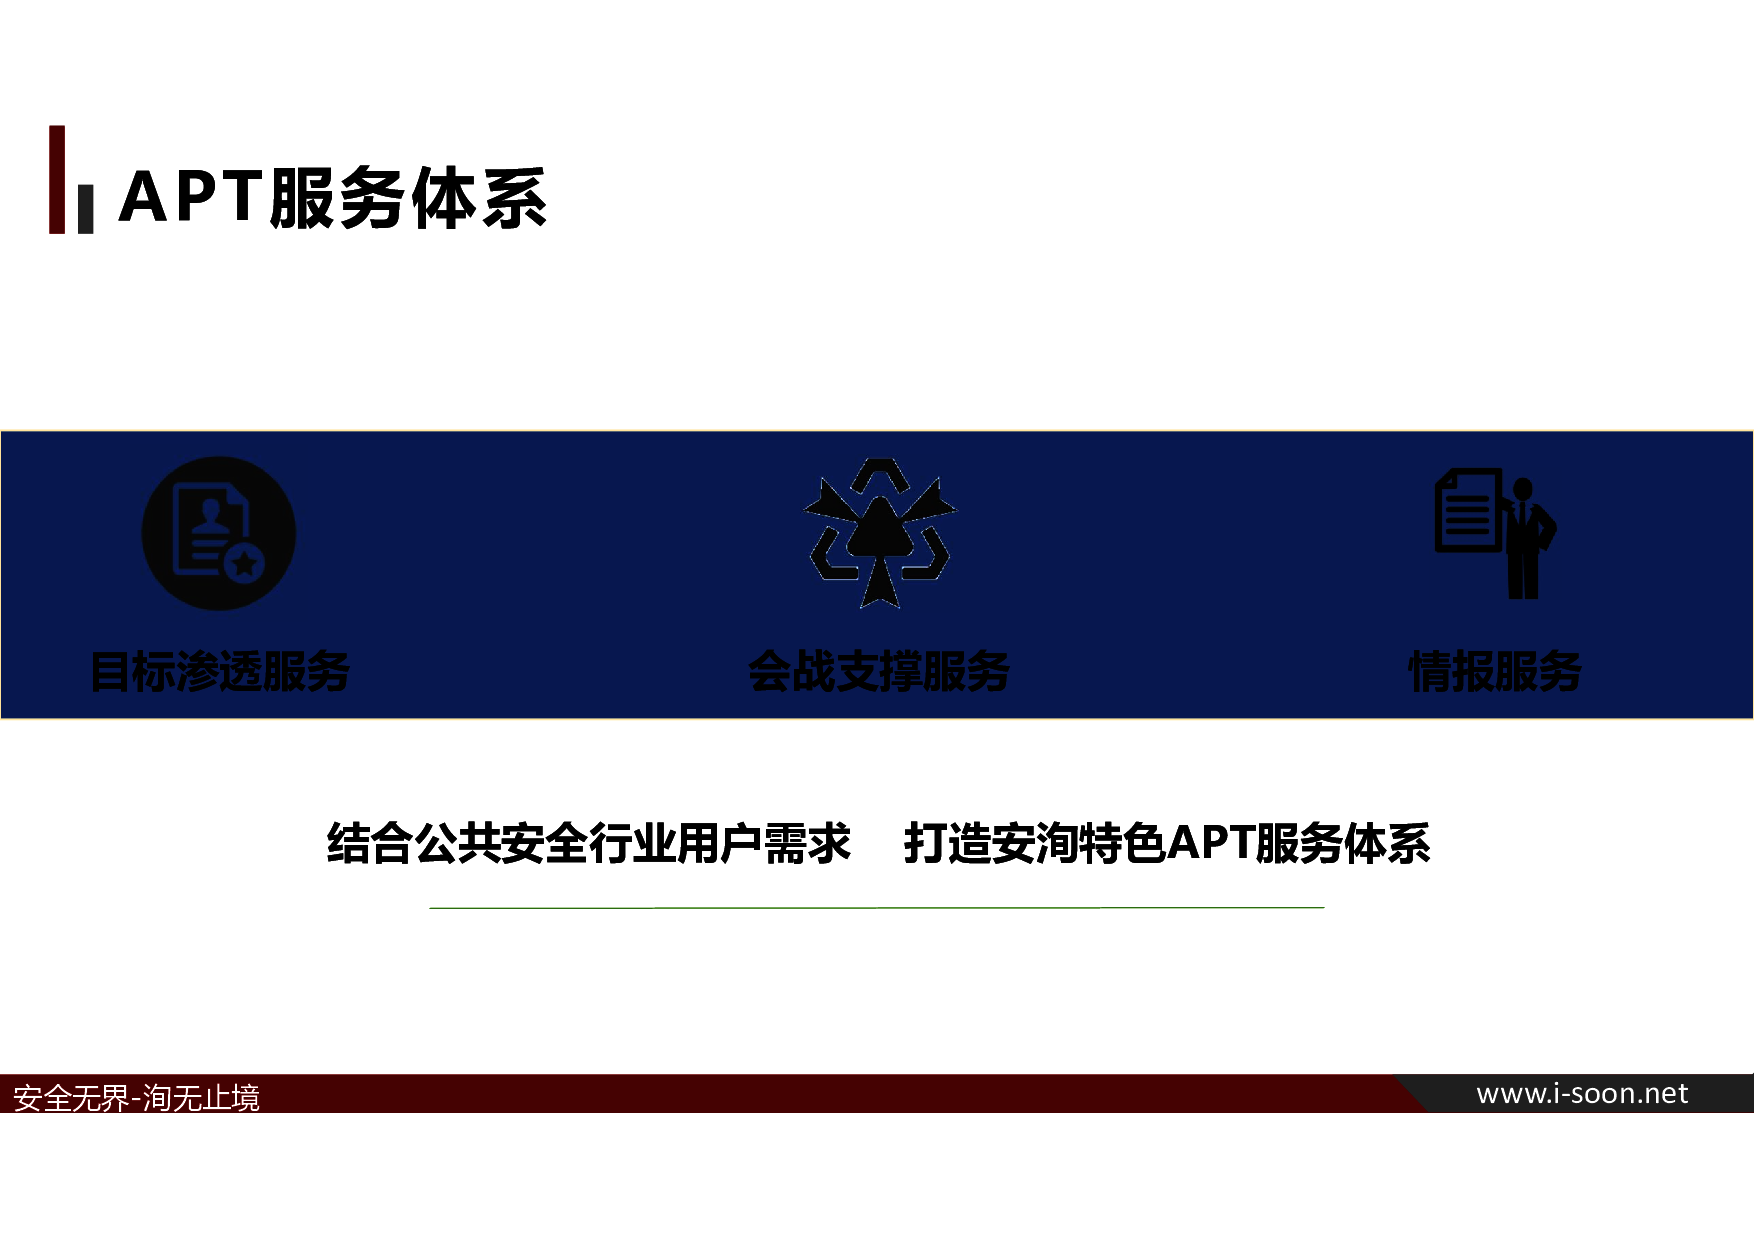 APT服务体系
目标渗透服务
会战支撑服务
情报服务
结合公共安全行业用户需求 打造安洵特色APT服务体系
安全无界-洵无止境
www.i-soon.net